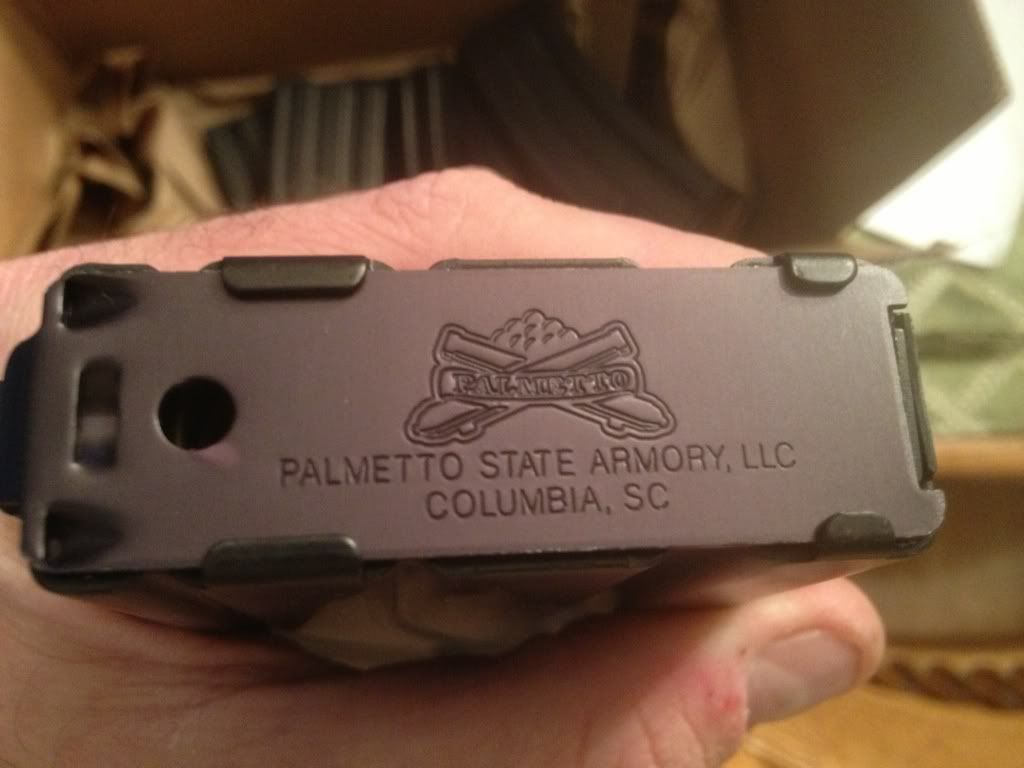 PALMETTO
PALMETTO STATE ARMORY, LLC
COLUMBIA, SC